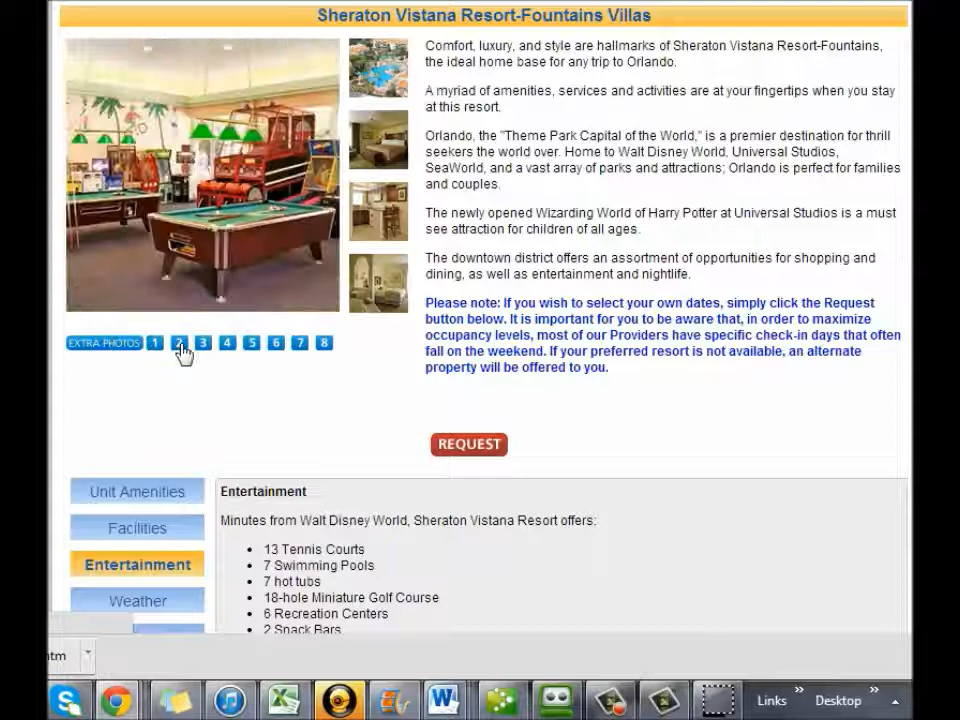 Sheraton Vistana Resort-Fountains Villas
Comfort, luxury, and style are hallmarks of Sheraton Vistana Resort-Fountains,
the ideal home base for any trip to Orlando.
A myriad of amenities, services and activities are at your fingertips when you stay
at this resort.
Orlando, the "Theme Park Capital of the World," is a premier destination for thrill
seekers the world over. Home to Walt Disney World, Universal Studios,
SeaWorld, and a vast array of parks and attractions; Orlando is perfect for families
and couples.
The newly opened Wizarding World of Harry Potter at Universal Studios is a must
see attraction for children of all ages.
The downtown district offers an assortment of opportunities for shopping and
dining, as well as entertainment and nightlife.
Please note: If you wish to select your own dates, simply click the Request
button below. It is important for you to be aware that, in order to maximize
occupancy levels, most of our Providers have specific check-in days that often
fall on the weekend. If your preferred resort is not available, an alternate
property will be offered to you.
EXTRA PHOTOS 1 2 3 4 5 6 7 8
REQUEST
Unit Amenities
Facilities
Entertainment
Weather
Entertainment
Minutes from Walt Disney World, Sheraton Vistana Resort offers:
• 13 Tennis Courts
• 7 Swimming Pools
• 7 hot tubs
• 18-hole Miniature Golf Course
• 6 Recreation Centers
• 2 Snack Bars
htm
Links » Desktop »